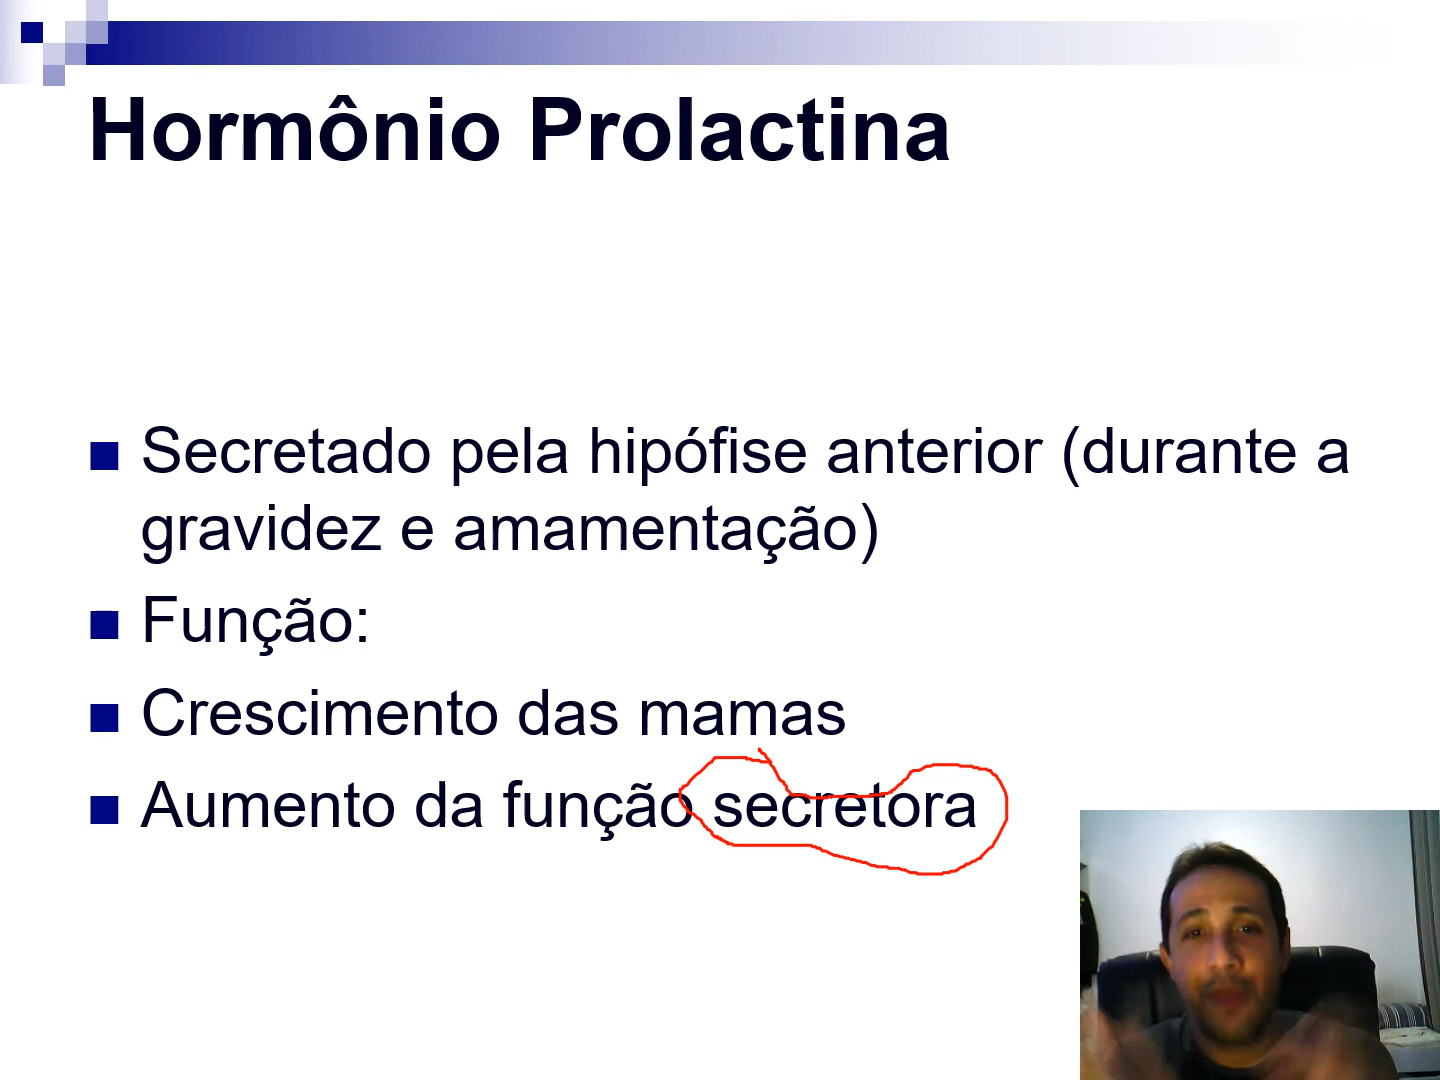 Hormônio Prolactina
Secretado pela hipófise anterior (durante a
gravidez e amamentação)
Função:
Crescimento das mamas
Aumento da função secretora